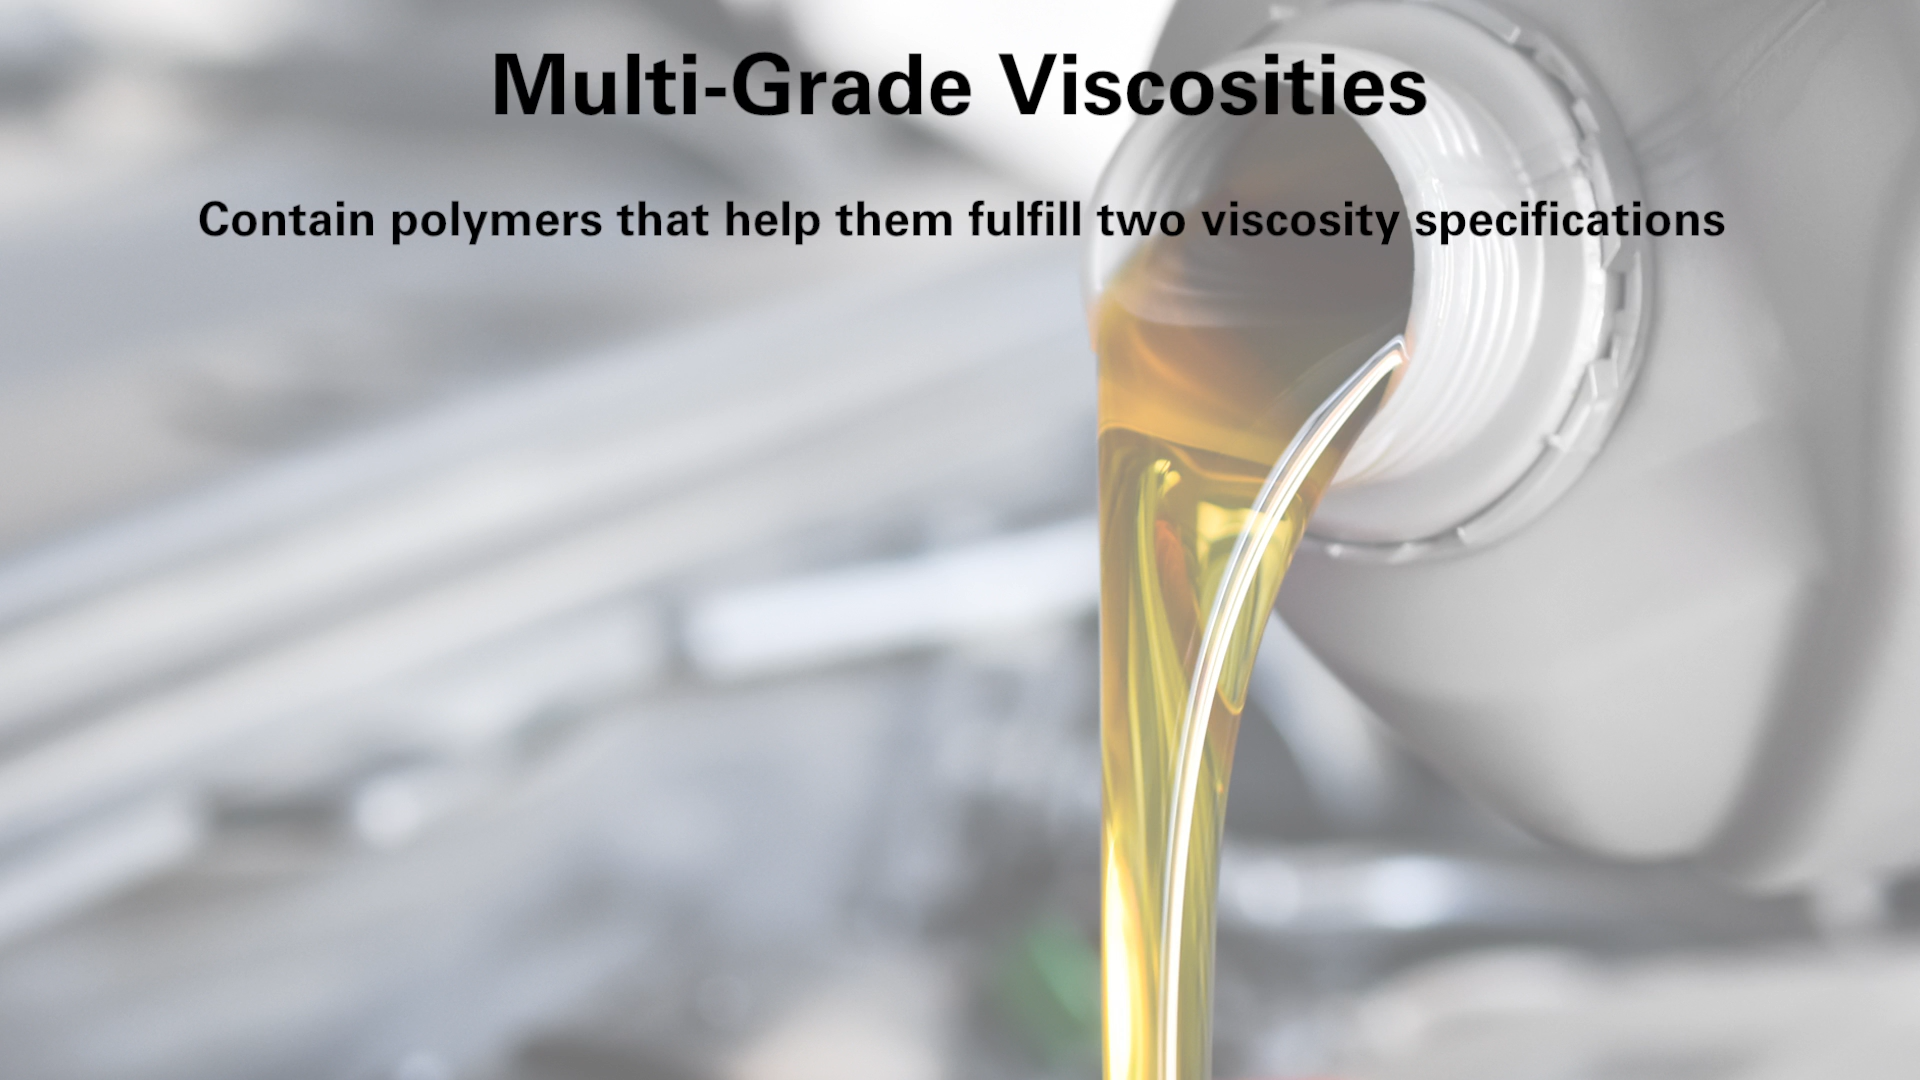 Multi-Grade Viscosities
Contain polymers that help them fulfill two viscosity specifications